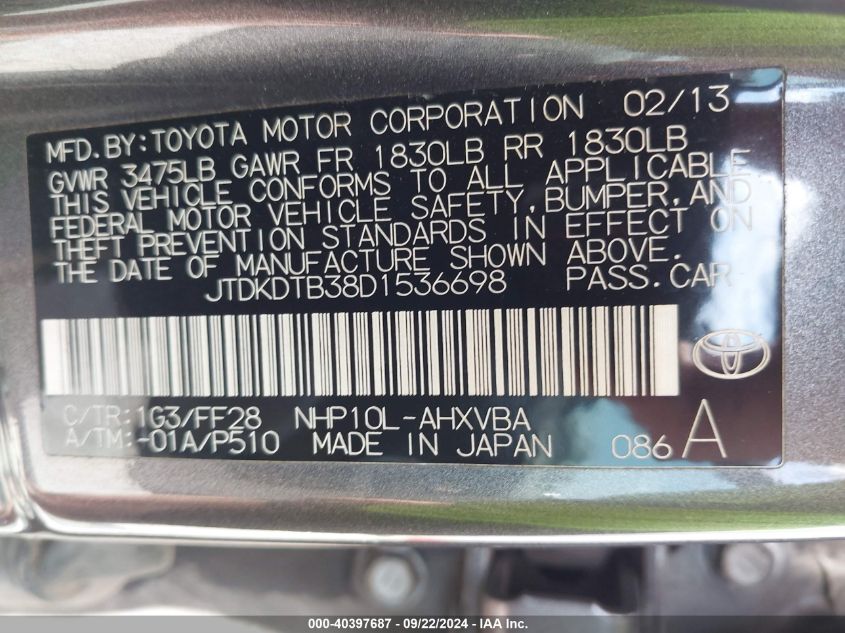 MFD.BY:TOYOTA MOTOR CORPORATION 02/13
GVWR 3475LB GAWR FR 1830LB RR 1830LB
THIS VEHICLE CONFORMS TO ALL APPLICABLE
FEDERAL MOTOR VEHICLE SAFETY, BUMPER, AND
THEFT PREVENTION STANDARDS IN EFFECT ON
THE DATE OF MANUFACTURE SHOWN ABOVE.
JTDKDTB38D1536698 PASS.CAR
C/TR:1G3/FF28 NHP10L-AHXVBA
A/TM:-01A/P510 MADE IN JAPAN 086 A
000-40397687 - 09/22/2024 - IAA Inc.